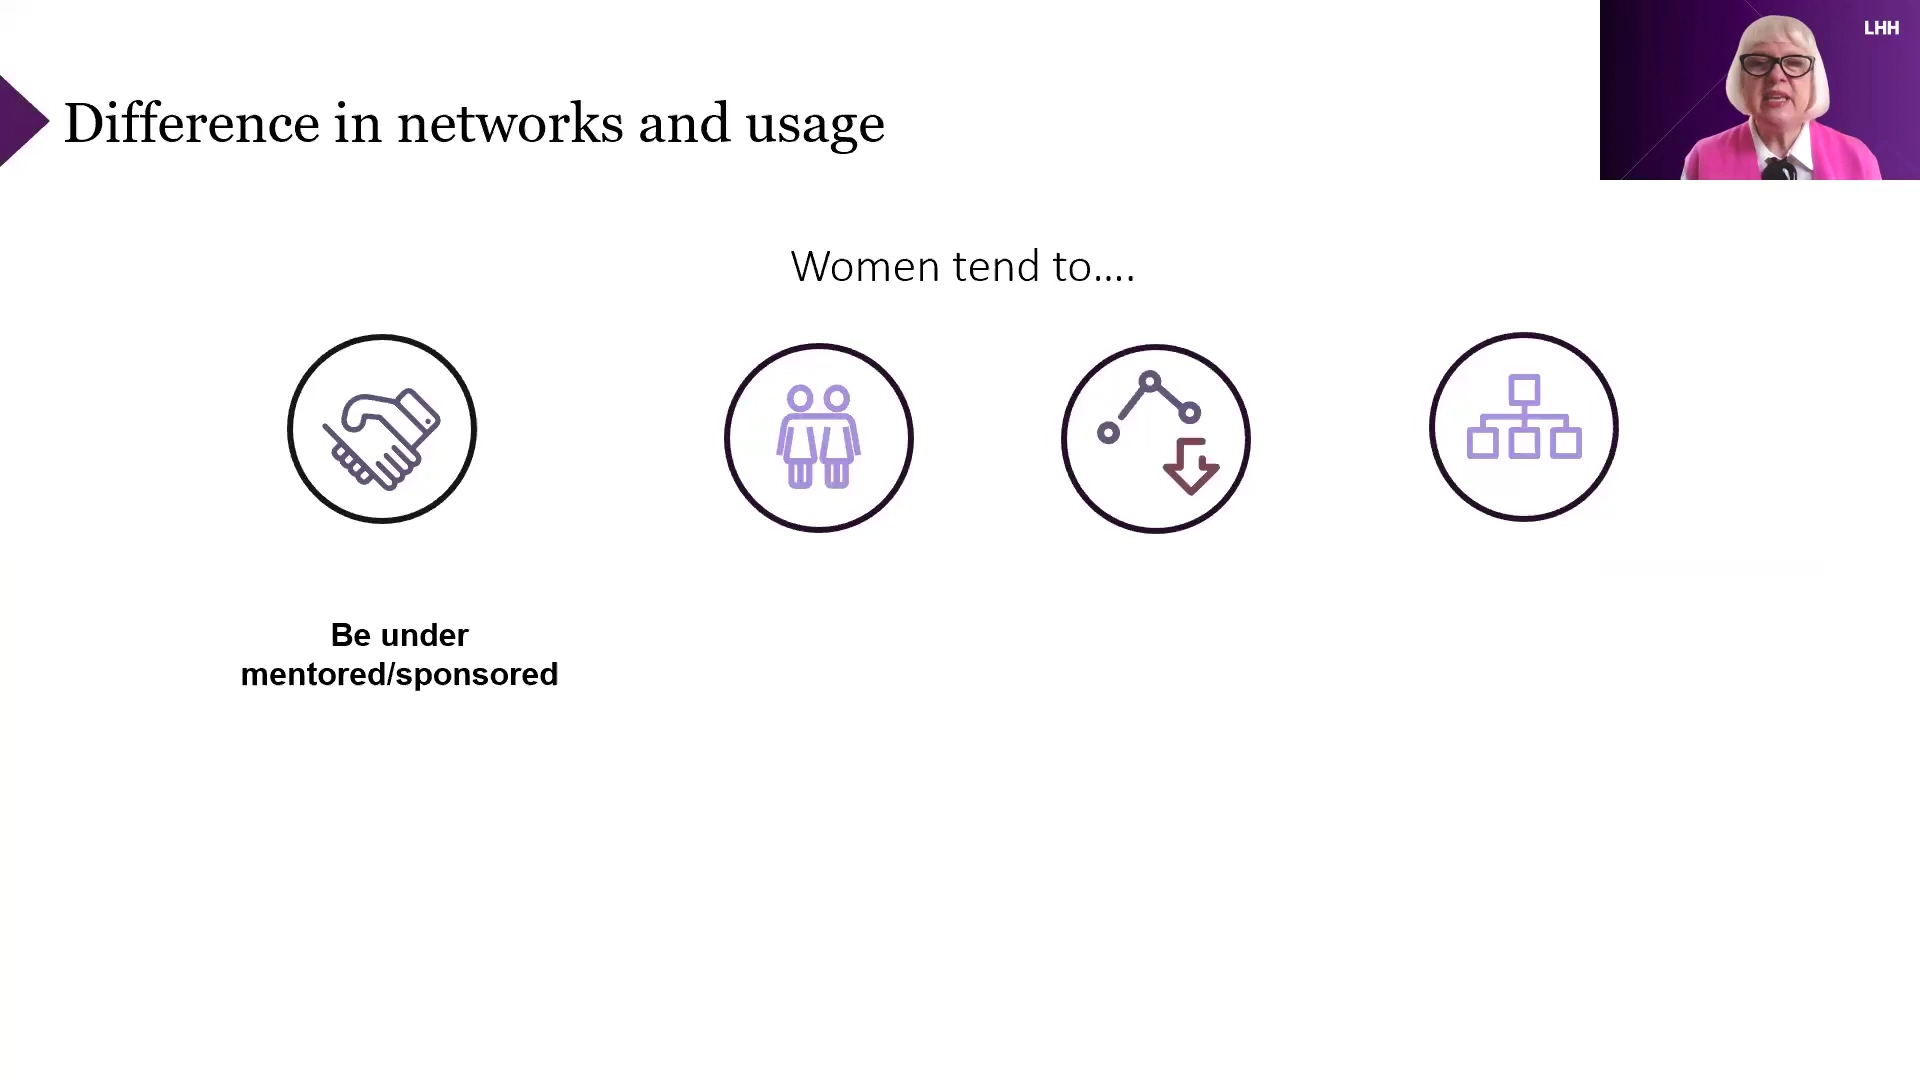 LHH
Difference in networks and usage
Women tend to....
Be under
mentored/sponsored